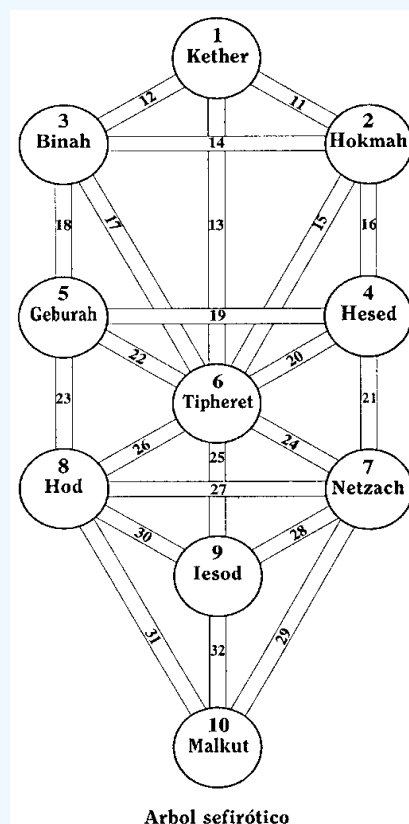 1
Kether
12
11
3
Binah
2
Hokmah
14
18
17
13
15
16
5
Geburah
4
Hesed
19
22
20
6
Tipheret
23
21
26
25
24
8
Hod
7
Netzach
27
30
28
9
Iesod
31
32
29
10
Malkut
Arbol sefirótico